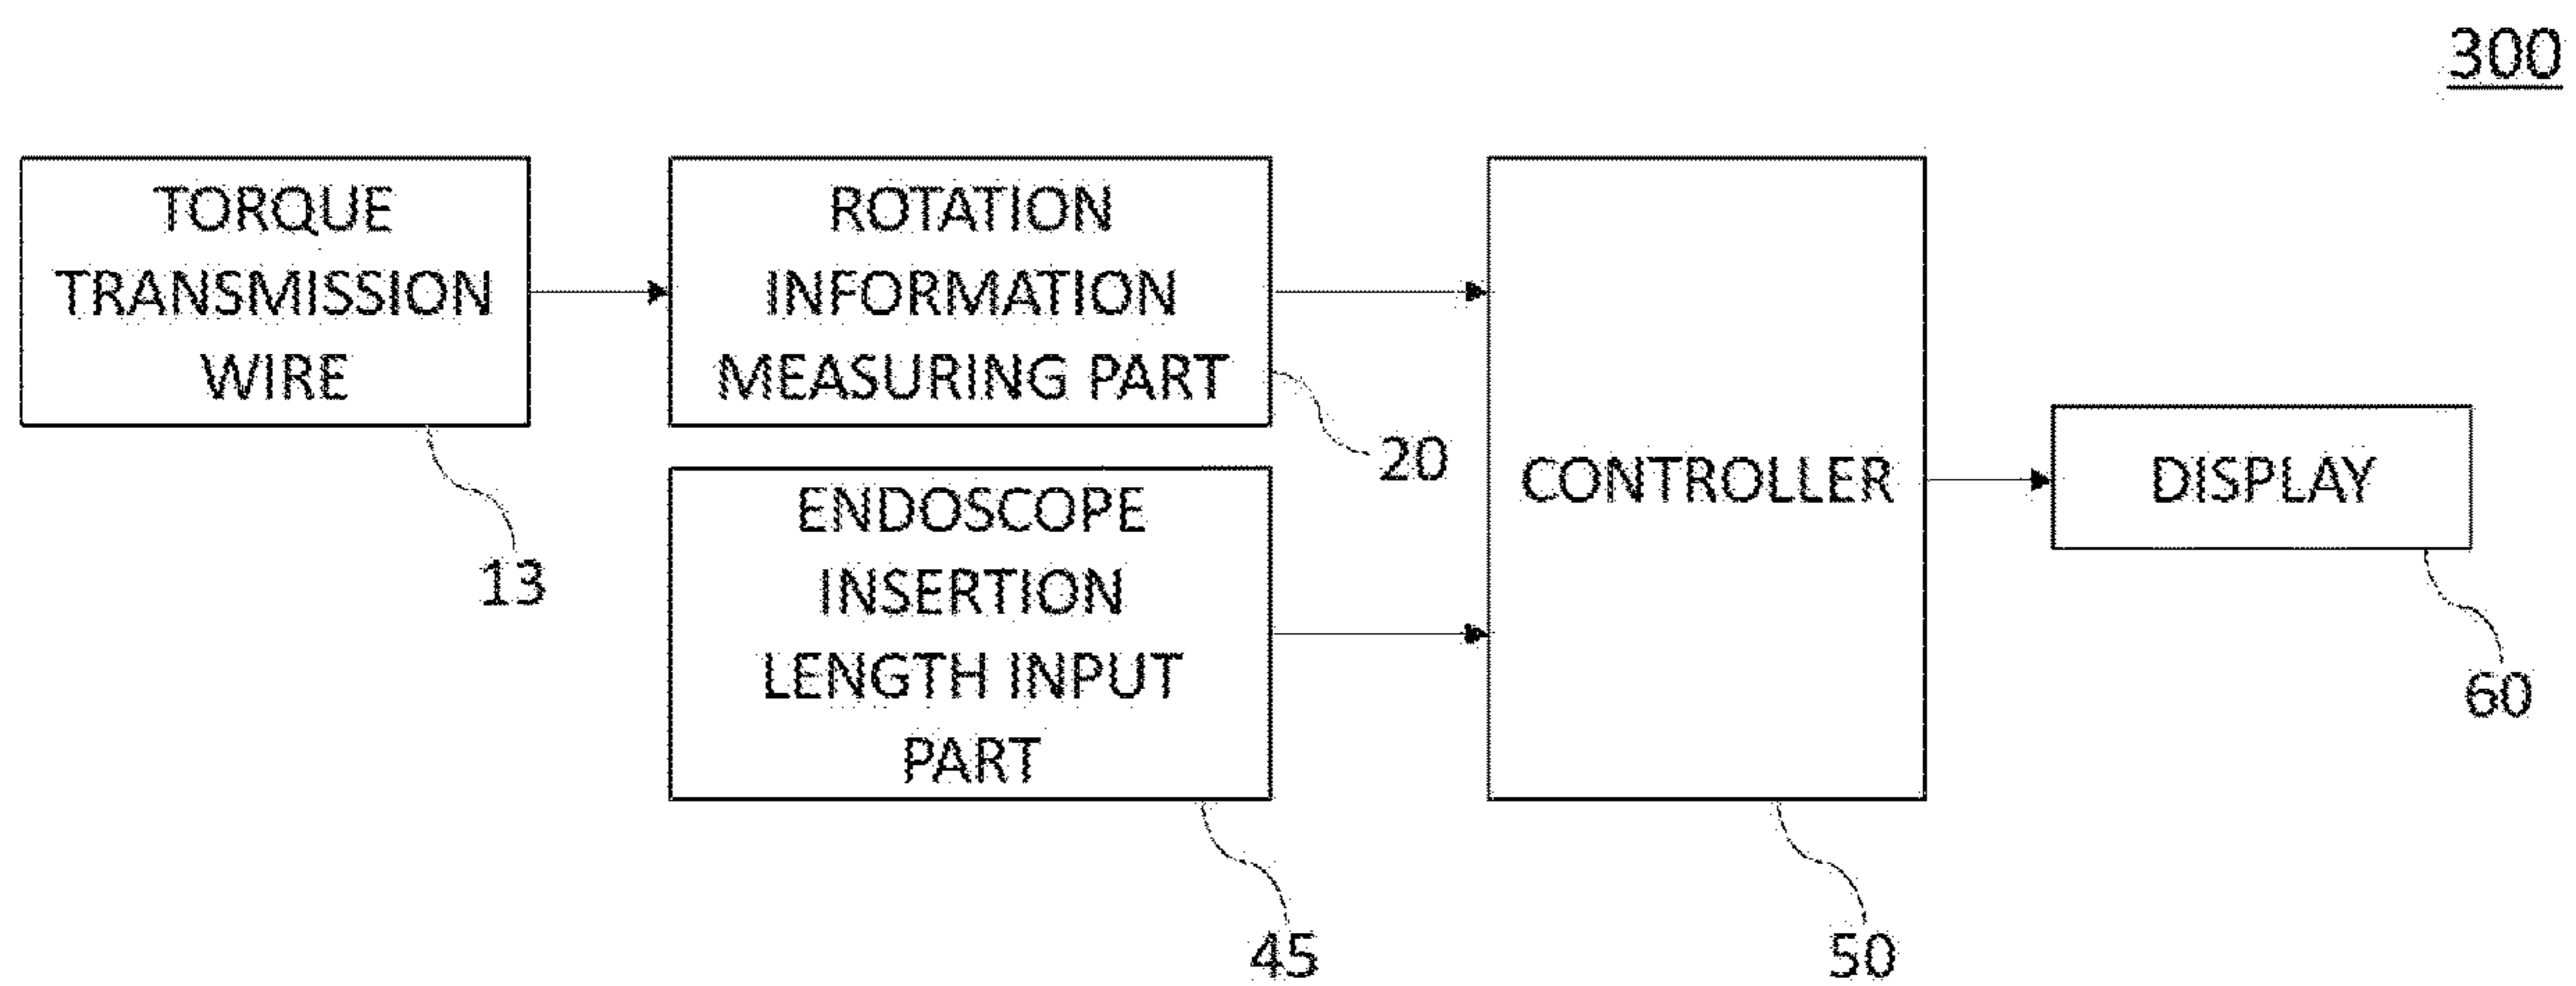 300
TORQUE
TRANSMISSION
WIRE
13
ROTATION
INFORMATION
MEASURING PART
20
ENDOSCOPE
INSERTION
LENGTH INPUT
PART
45
CONTROLLER
50
DISPLAY
60